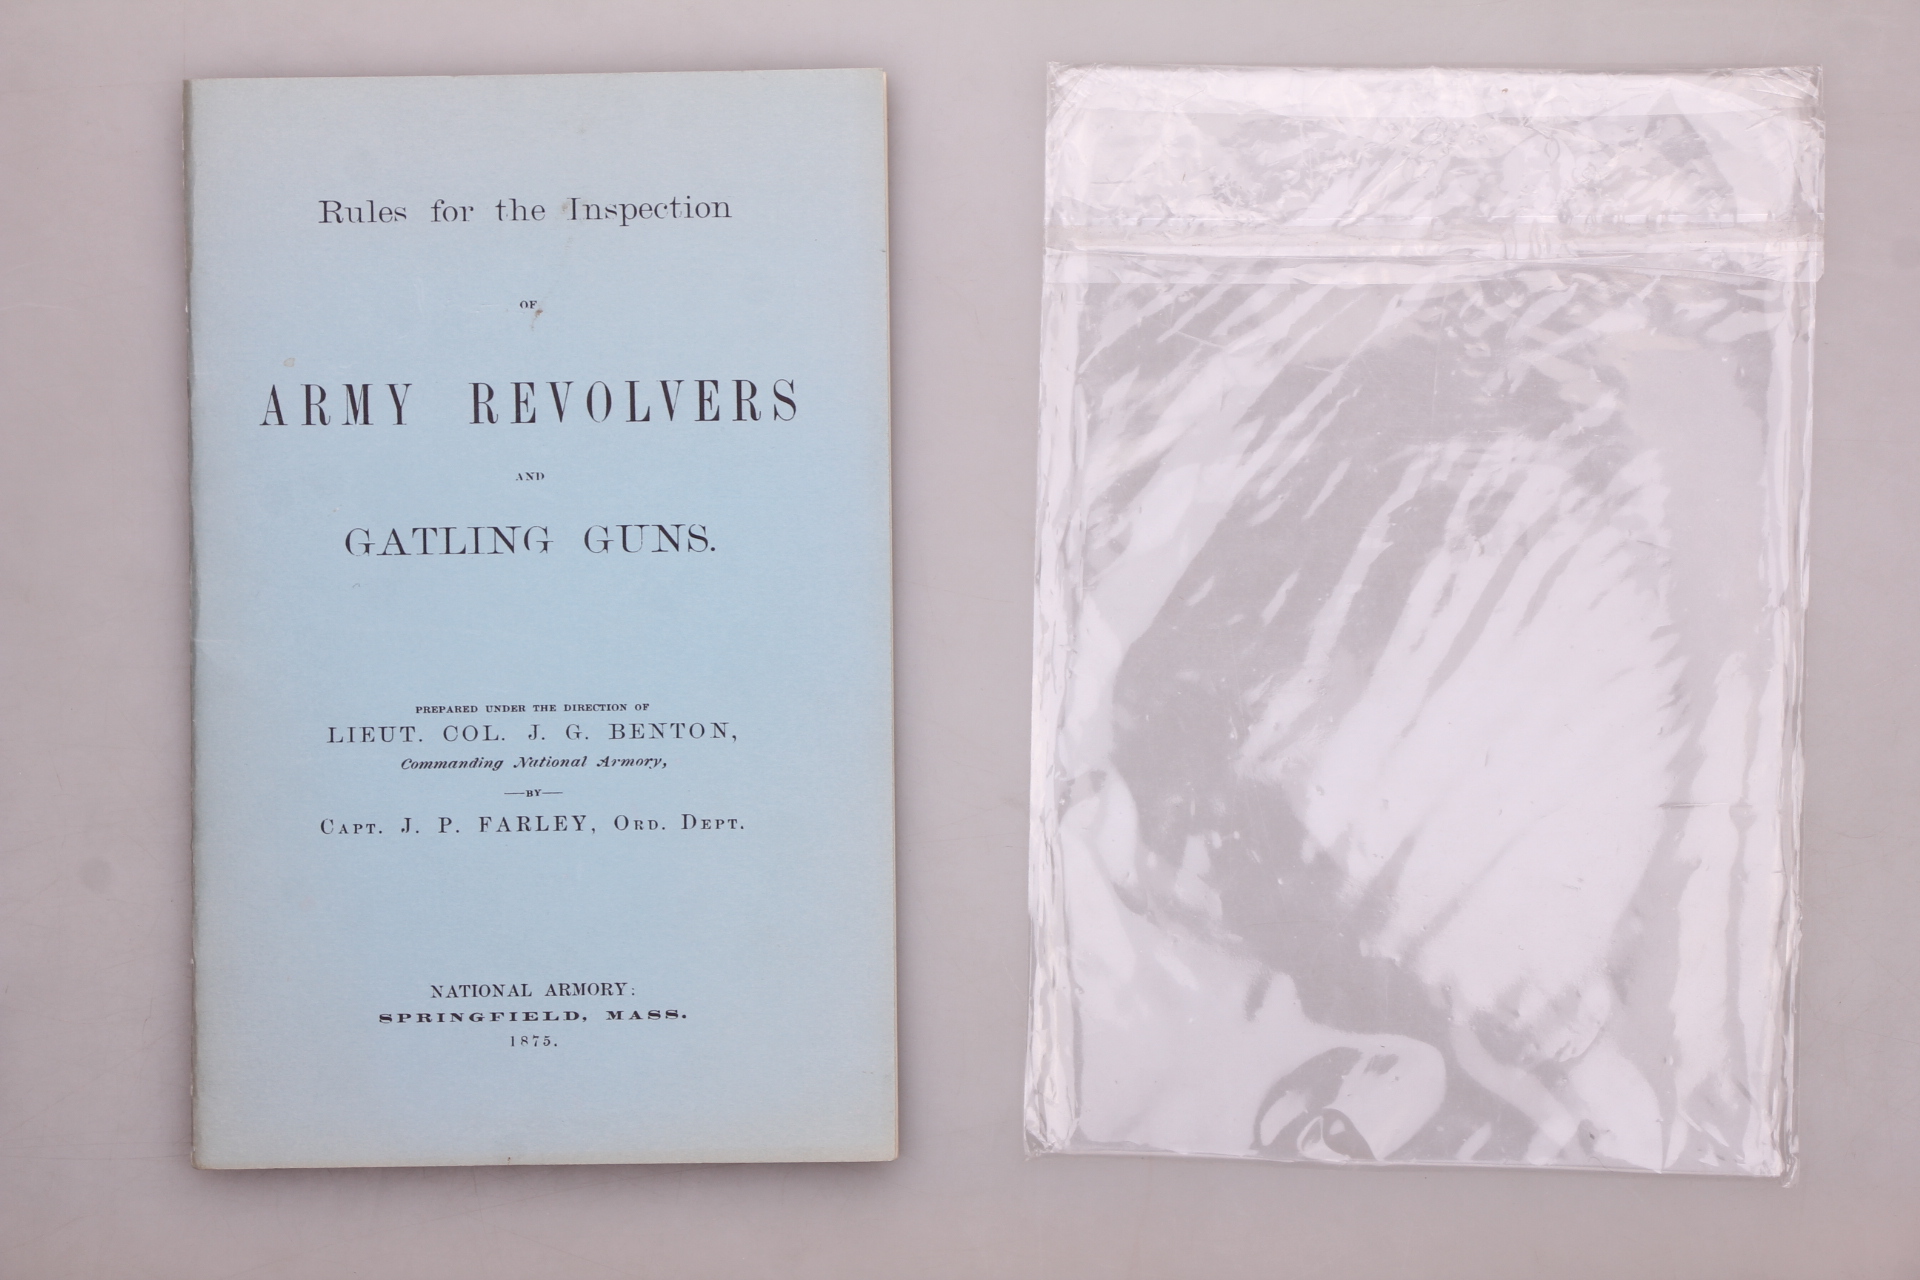 Rules for the Inspection
OF
ARMY REVOLVERS
AND
GATLING GUNS.
PREPARED UNDER THE DIRECTION OF
LIEUT. COL. J. G. BENTON,
Commanding National Armory,
—BY—
CAPT. J. P. FARLEY, ORD. DEPT.
NATIONAL ARMORY:
SPRINGFIELD, MASS.
1875.